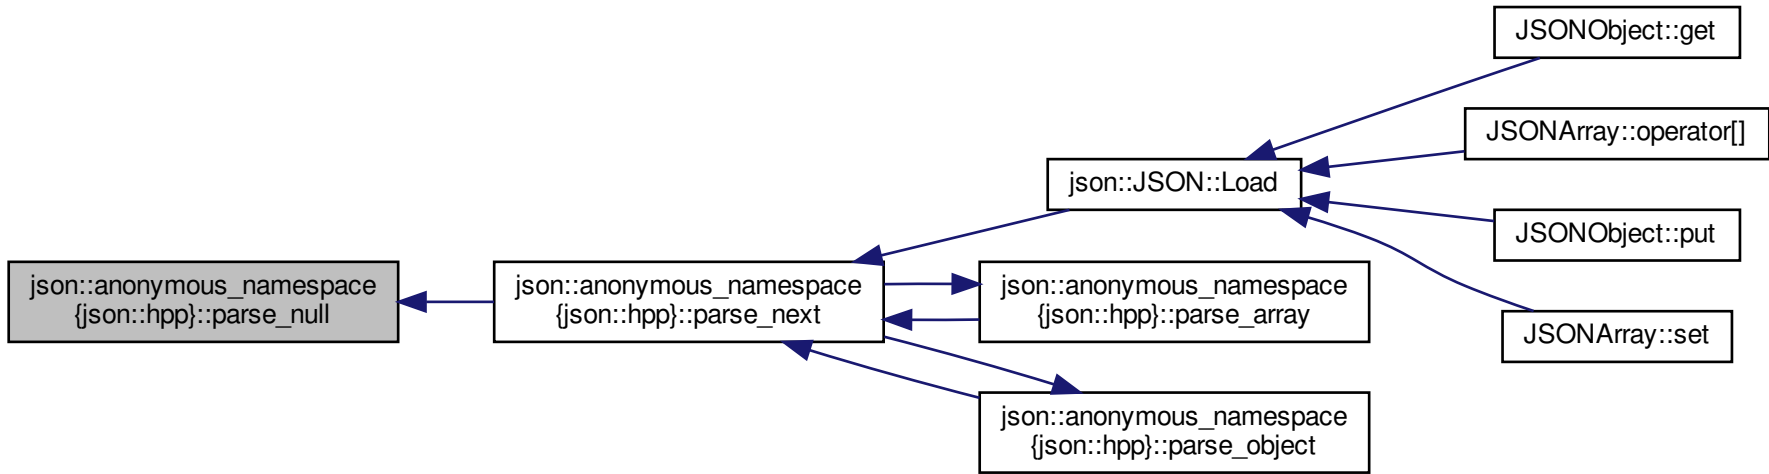 JSONObject::get
JSONArray::operator[]
json::JSON::Load
JSONObject::put
json::anonymous_namespace
{json::hpp}::parse_null
json::anonymous_namespace
{json::hpp}::parse_next
json::anonymous_namespace
{json::hpp}::parse_array
JSONArray::set
json::anonymous_namespace
{json::hpp}::parse_object